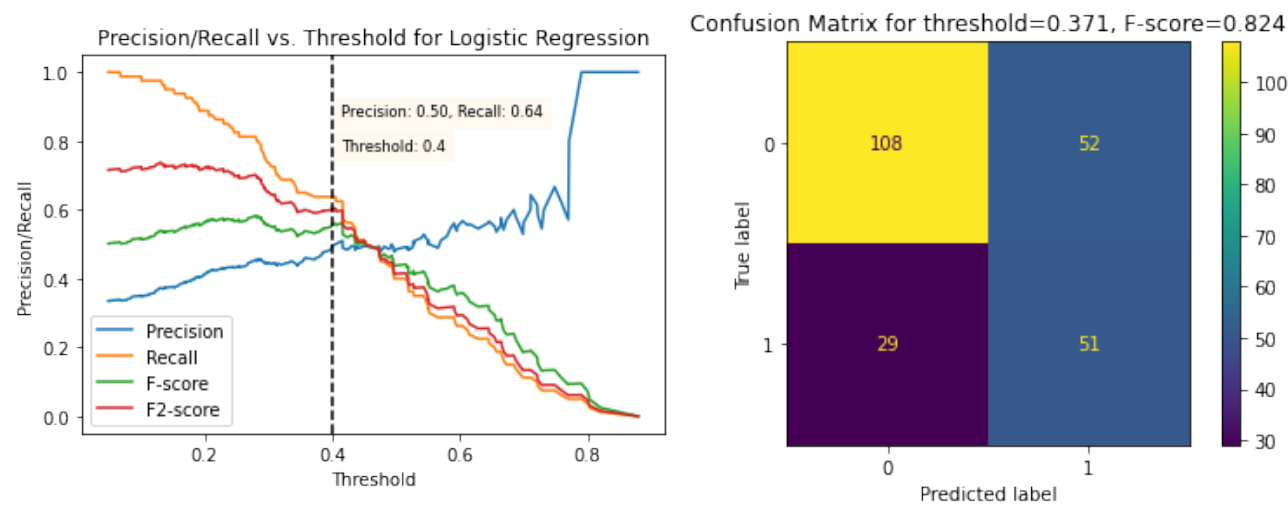 Precision/Recall vs. Threshold for Logistic Regression
Precision/Recall
1.0
0.8
0.6
0.4
0.2
0.0
Precision: 0.50, Recall: 0.64
Threshold: 0.4
Precision
Recall
F-score
F2-score
0.2 0.4 0.6 0.8
Threshold
Confusion Matrix for threshold=0.371, F-score=0.824
True label
0
1
108 52
29 51
0 1
Predicted label
100
90
80
70
60
50
40
30